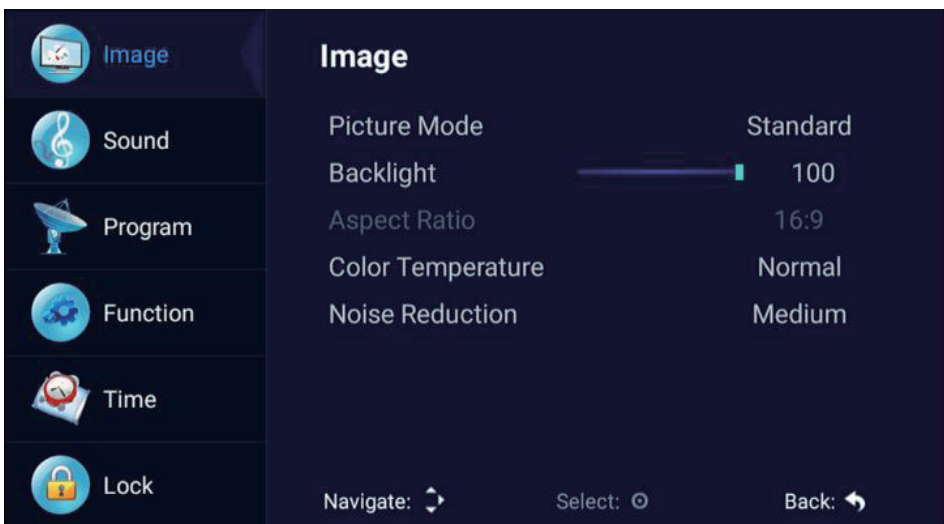 Image
Sound
Program
Function
Time
Lock
Image
Picture Mode Standard
Backlight 100
Aspect Ratio 16:9
Color Temperature Normal
Noise Reduction Medium
Navigate: Select: Back: